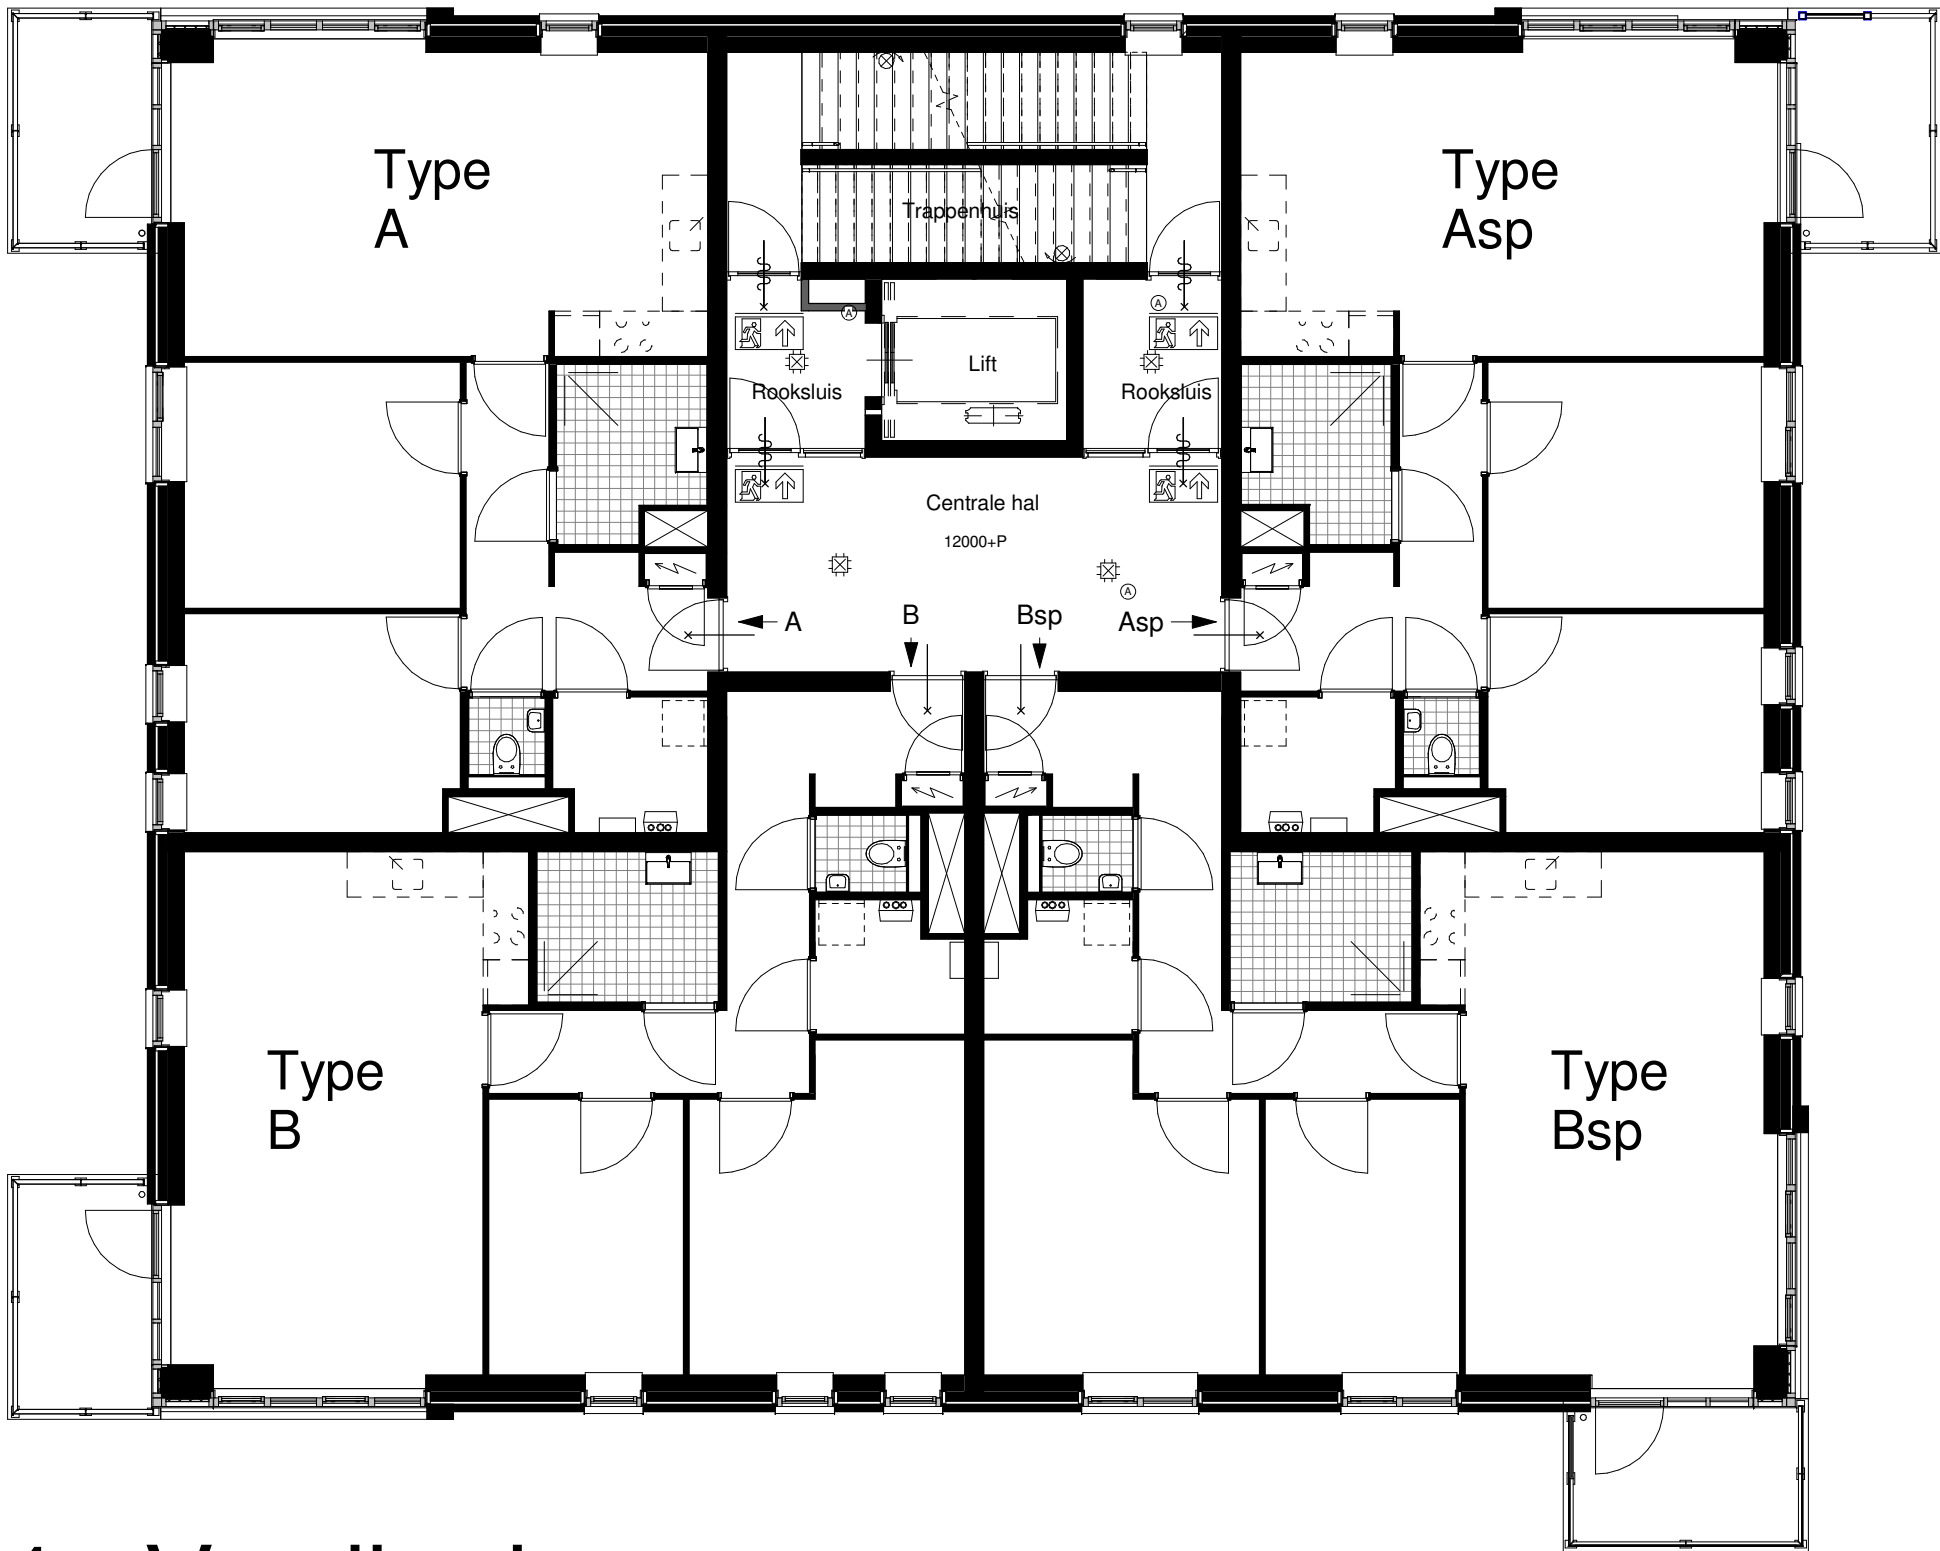 Type
A
Type
Asp
Trappenhuis
A
A
Lift
Rooksluis
Rooksluis
Centrale hal
12000+P
A
A
B
Bsp
Asp
Type
B
Type
Bsp